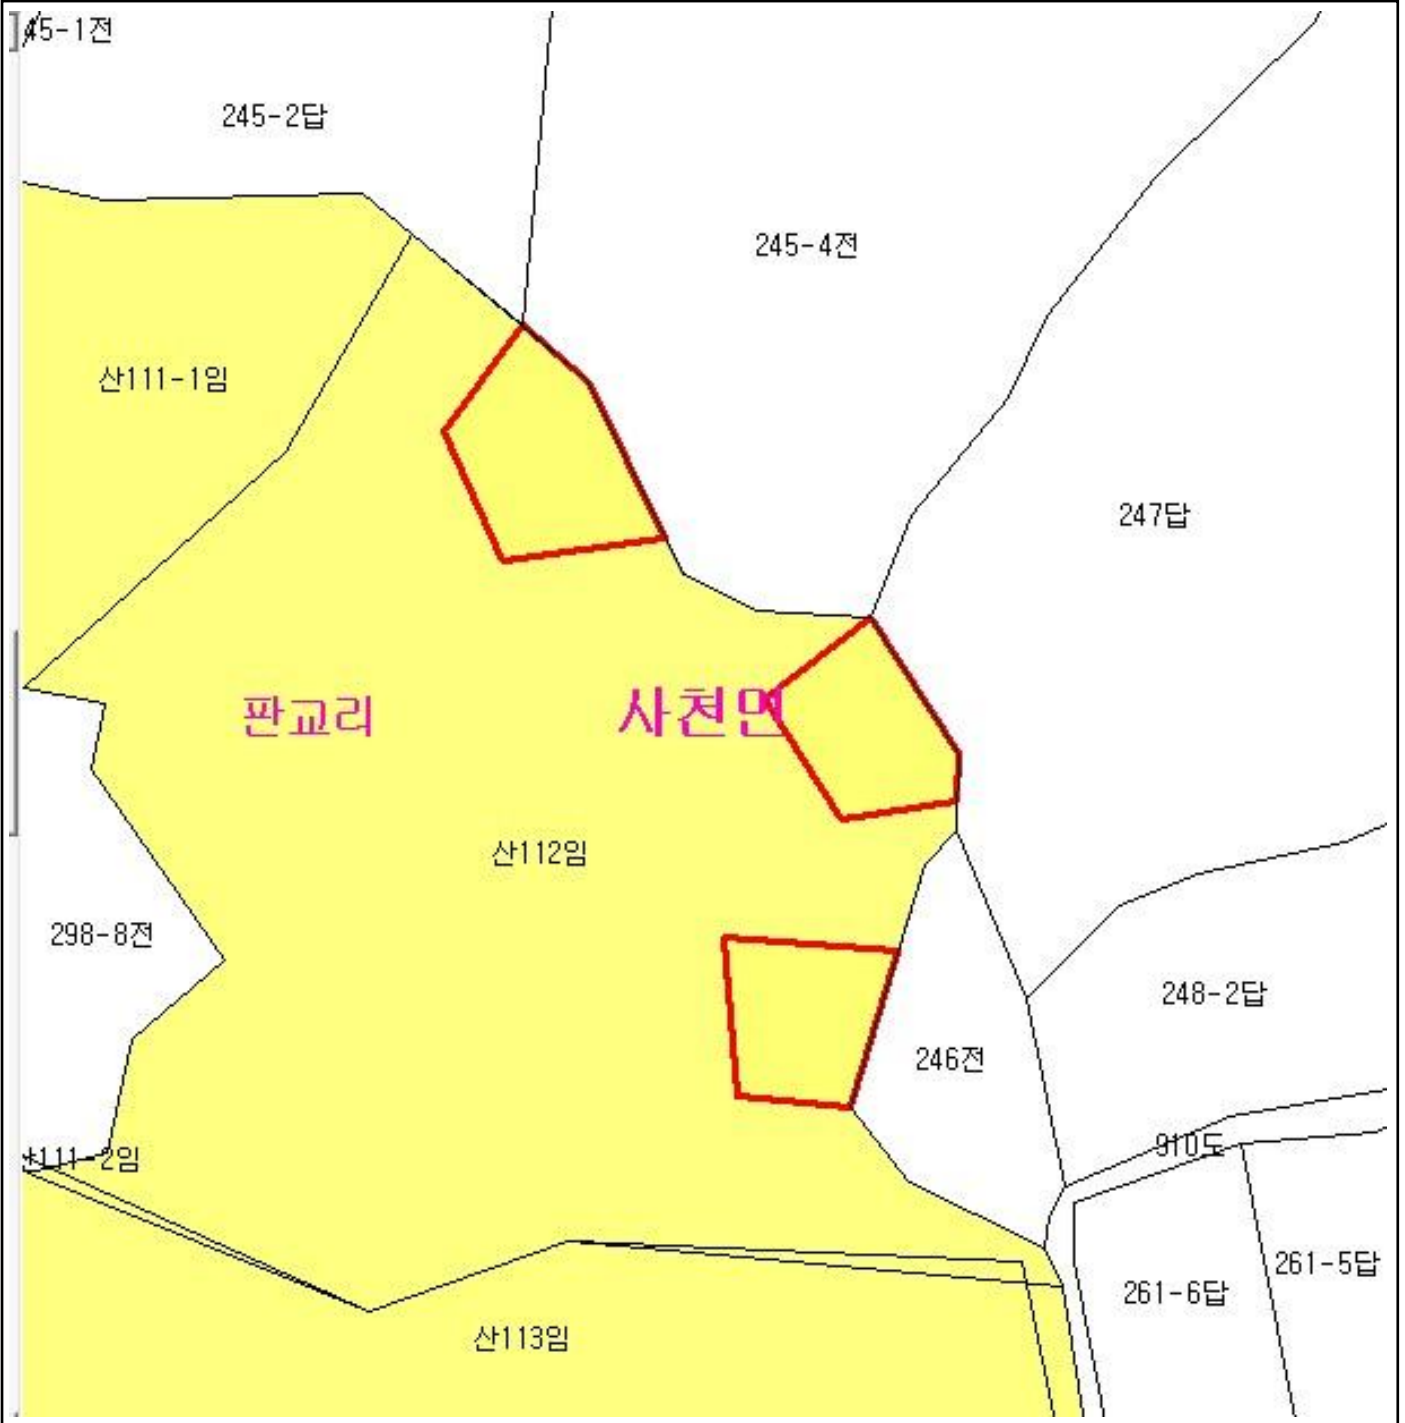 45-1전
245-2답
245-4전
산111-1임
247답
판교리
사천면
산112임
298-8전
248-2답
246전
910도
산111-2임
261-5답
261-6답
산113임